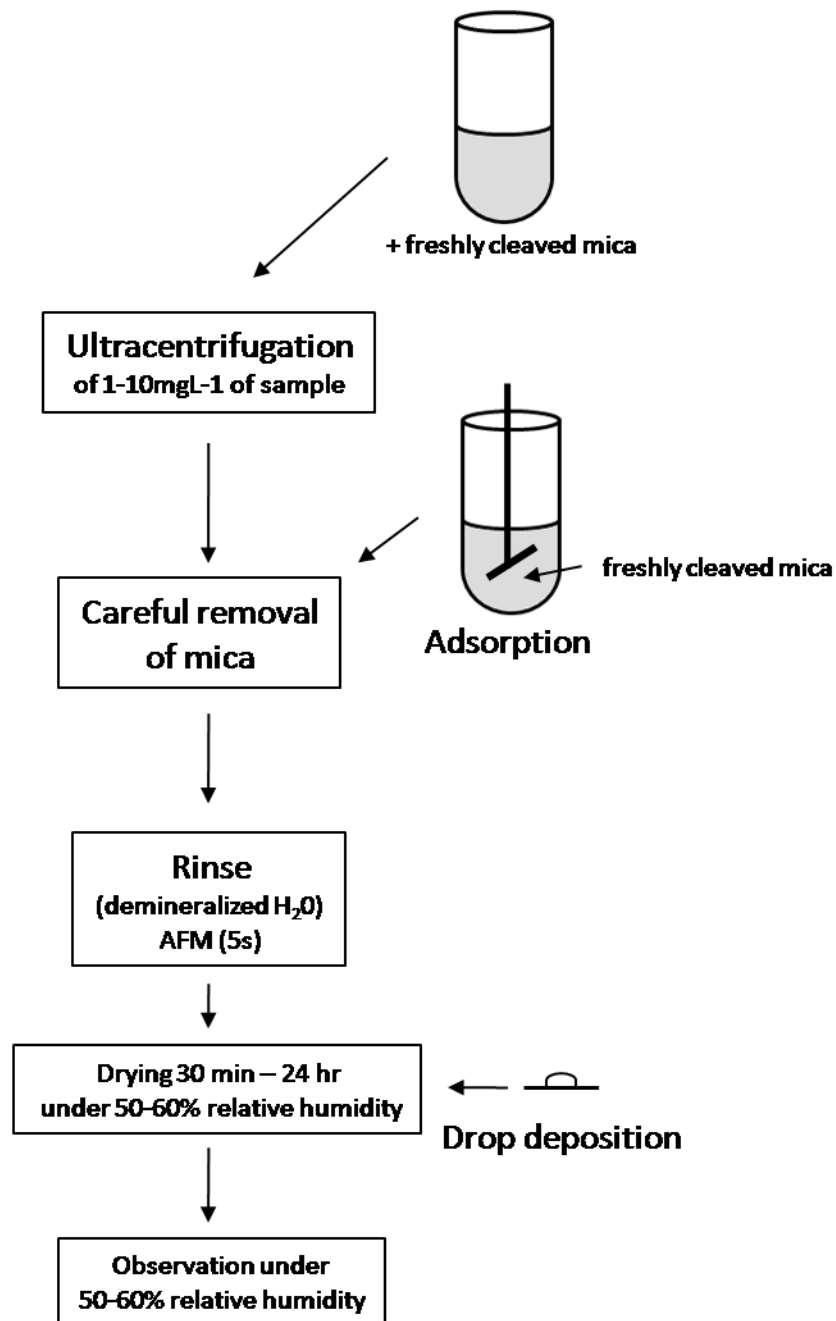 + freshly cleaved mica
Ultracentrifugation
of 1-10mgL-1 of sample
freshly cleaved mica
Adsorption
Careful removal
of mica
Rinse
(demineralized H₂0)
AFM (5s)
Drying 30 min – 24 hr
under 50-60% relative humidity
Drop deposition
Observation under
50-60% relative humidity